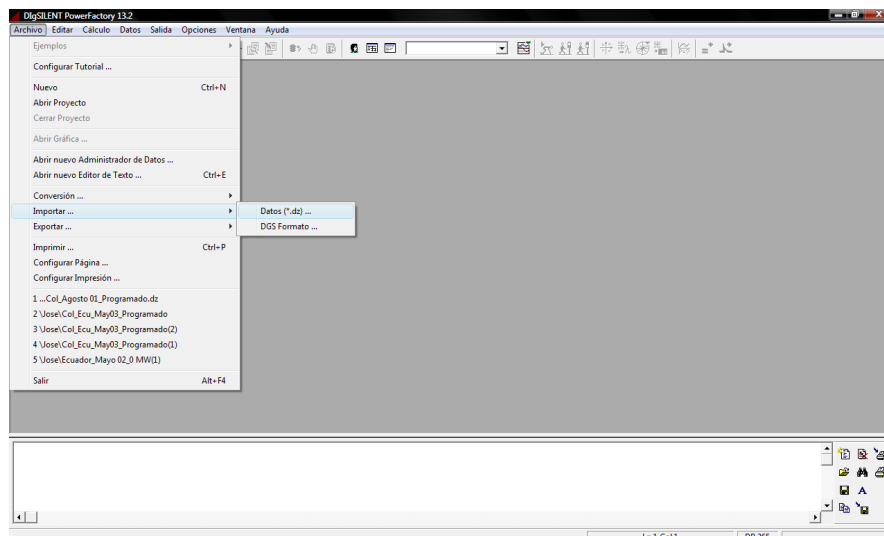 DIgSILENT PowerFactory 13.2
Archivo Editar Cálculo Datos Salida Opciones Ventana Ayuda
Ejemplos
Configurar Tutorial ...
Nuevo Ctrl+N
Abrir Proyecto
Cerrar Proyecto
Abrir Gráfica ...
Abrir nuevo Administrador de Datos ...
Abrir nuevo Editor de Texto ... Ctrl+E
Conversión ...
Importar ... Datos (*.dz) ...
Exportar ... DGS Formato ...
Imprimir ... Ctrl+P
Configurar Página ...
Configurar Impresión ...
1 ...Col_Agosto 01_Programado.dz
2 \Jose\Col_Ecu_May03_Programado
3 \Jose\Col_Ecu_May03_Programado(2)
4 \Jose\Col_Ecu_May03_Programado(1)
5 \Jose\Ecuador_Mayo 02_0 MW(1)
Salir Alt+F4